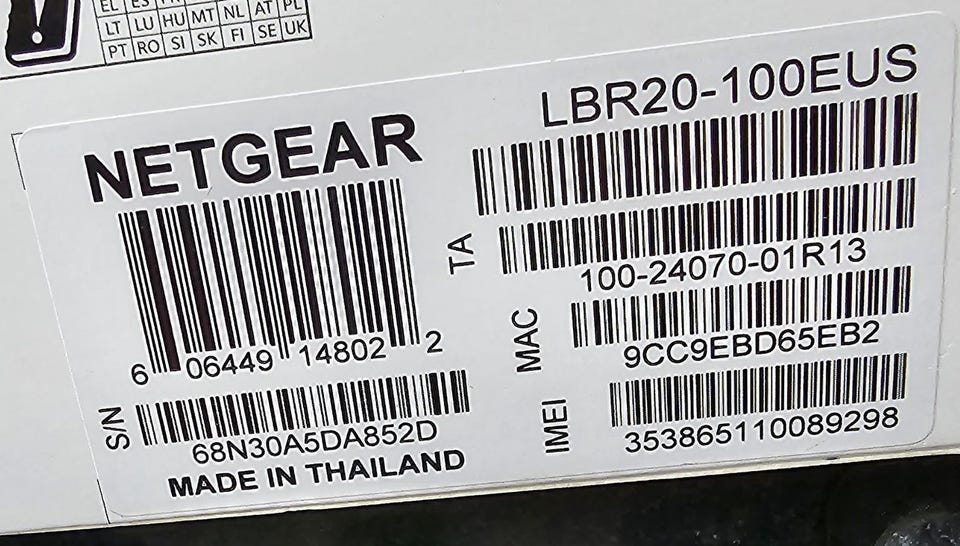 EL ES
LT LU HU MT NL AT PL
PT RO SI SK FI SE UK
NETGEAR
6 06449 14802 2
S/N
68N30A5DA852D
MADE IN THAILAND
LBR20-100EUS
TA
100-24070-01R13
MAC
9CC9EBD65EB2
IMEI
353865110089298